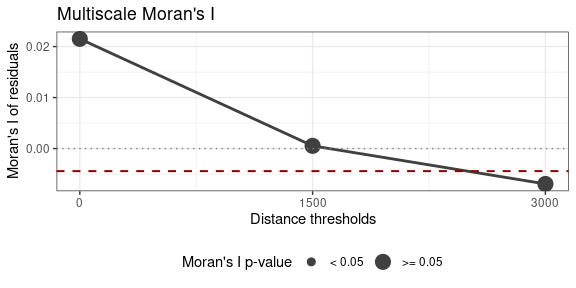 Multiscale Moran's I
Moran's I of residuals
0.02
0.01
0.00
0 1500 3000
Distance thresholds
Moran's I p-value < 0.05 >= 0.05